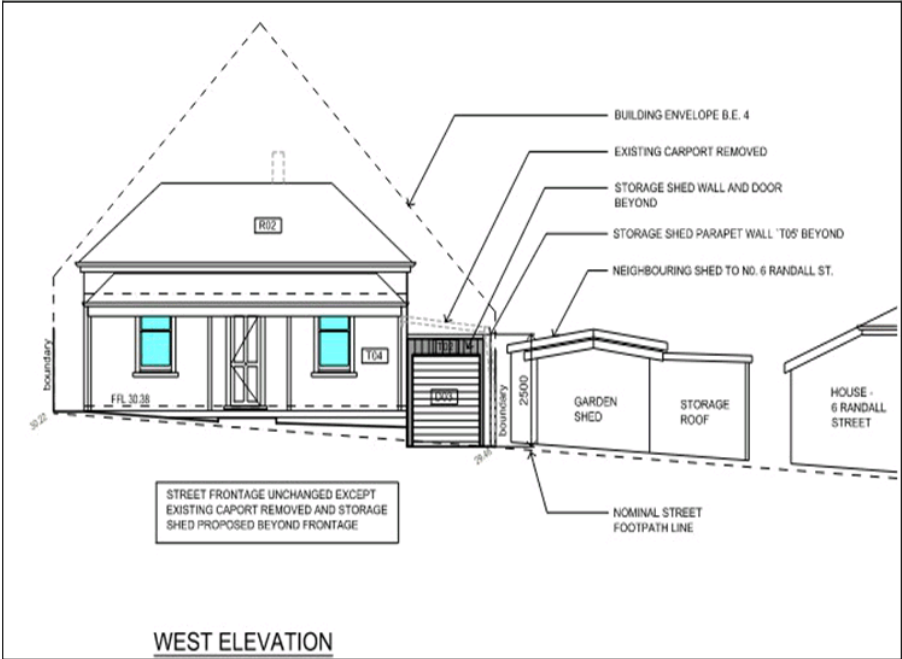 BUILDING ENVELOPE B.E. 4
EXISTING CARPORT REMOVED
STORAGE SHED WALL AND DOOR
BEYOND
STORAGE SHED PARAPET WALL `T05' BEYOND
NEIGHBOURING SHED TO N0. 6 RANDALL ST.
R02
boundary
T02
T04
D03
FFL 30.38
30.22
29.46
boundary
2500
GARDEN
SHED
STORAGE
ROOF
HOUSE -
6 RANDALL
STREET
STREET FRONTAGE UNCHANGED EXCEPT
EXISTING CAPORT REMOVED AND STORAGE
SHED PROPOSED BEYOND FRONTAGE
NOMINAL STREET
FOOTPATH LINE
WEST ELEVATION